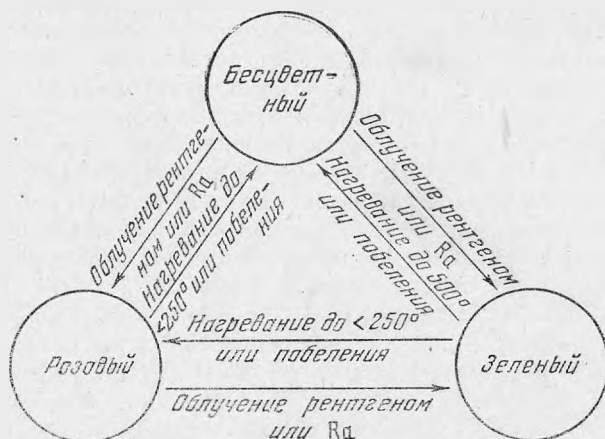 Бесцвет-
ный
Облучение рентге-
ном или Ra
Нагревание до
<250° или побеле-
ния
Облучение рентгеном
или Ra
Нагревание до 500°
или побеления
Розовый
Нагревание до <250°
или побеления
Зеленый
Облучение рентгеном
или Ra